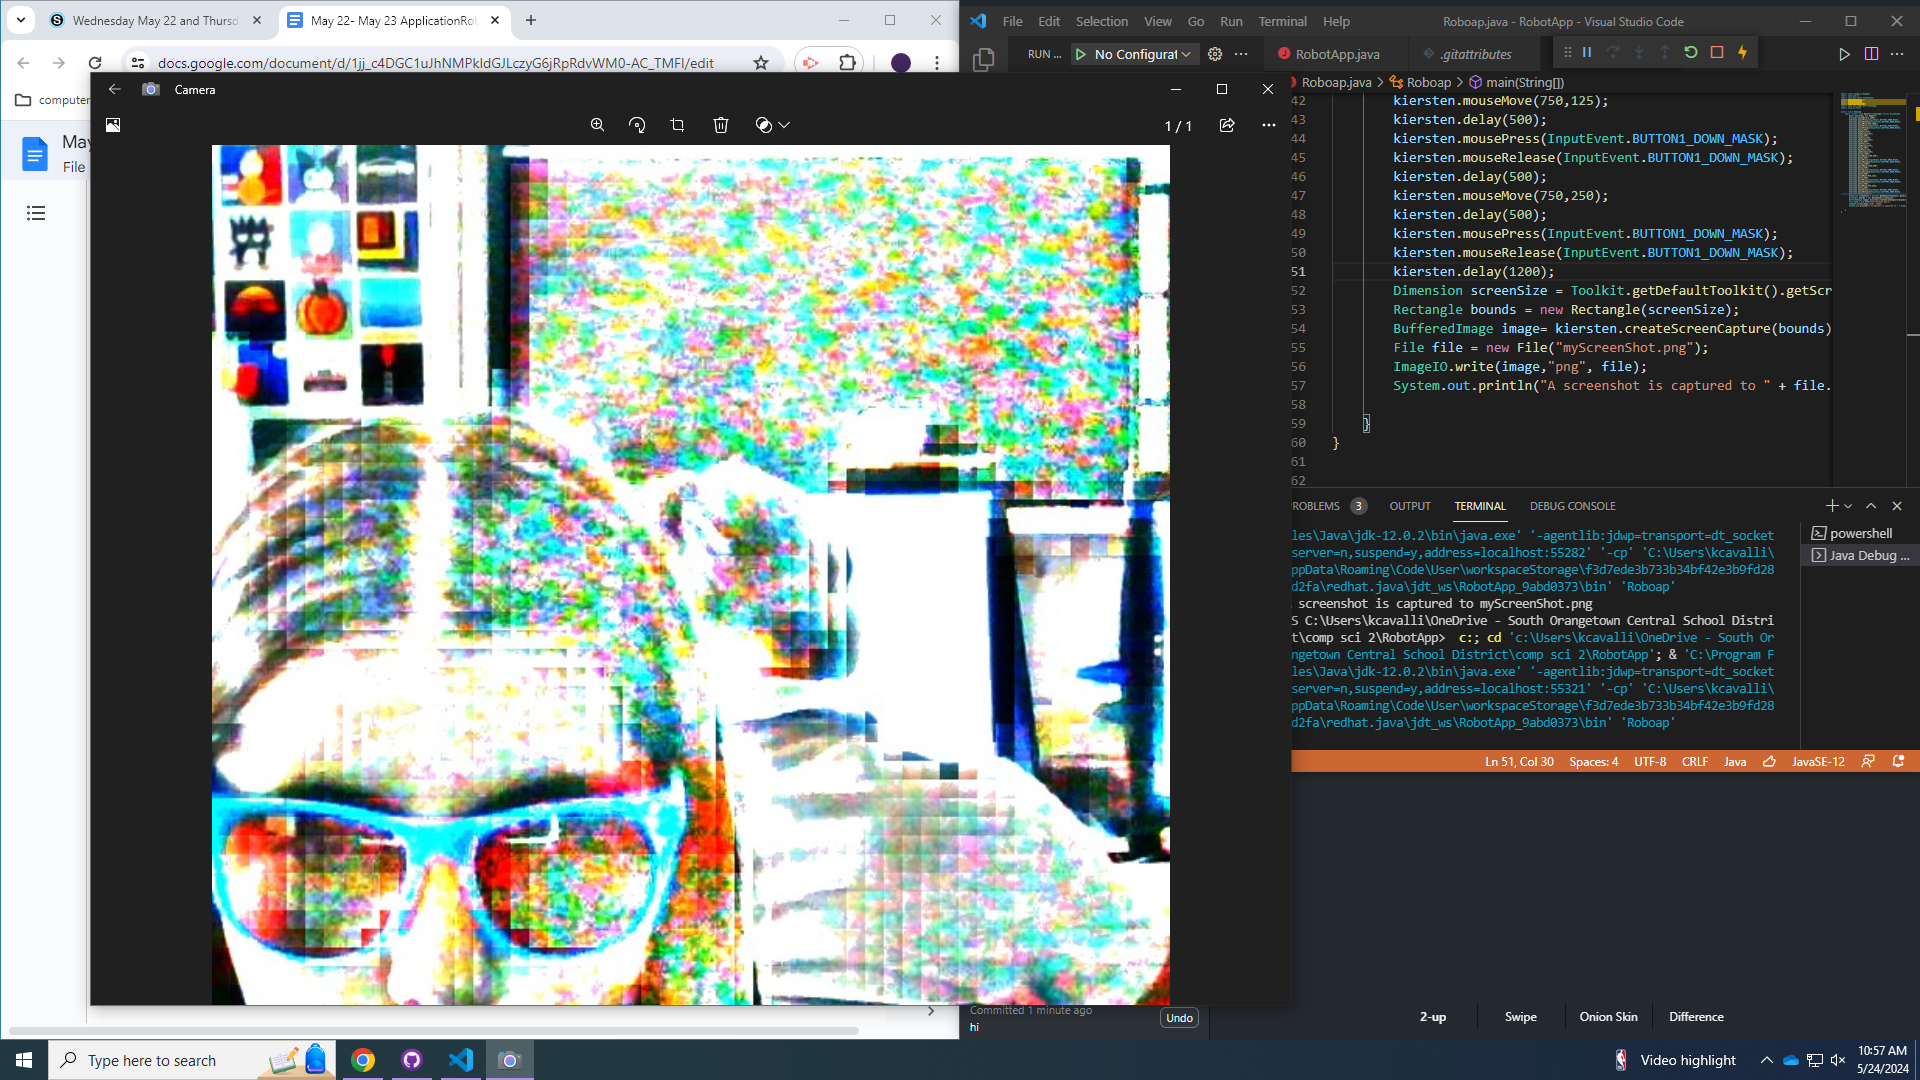 Wednesday May 22 and Thursd
May 22- May 23 ApplicationRob
docs.google.com/document/d/1jj_c4DGC1uJhNMPkIdGJLczyG6jRpRdvWM0-AC_TMFI/edit
computer
May
File
Camera
1 / 1
File Edit Selection View Go Run Terminal Help
Roboap.java - RobotApp - Visual Studio Code
RUN ...
No Configurat
RobotApp.java
.gitattributes
Roboap.java > Roboap > main(String[])
42 kiersten.mouseMove(750,125);
43 kiersten.delay(500);
44 kiersten.mousePress(InputEvent.BUTTON1_DOWN_MASK);
45 kiersten.mouseRelease(InputEvent.BUTTON1_DOWN_MASK);
46 kiersten.delay(500);
47 kiersten.mouseMove(750,250);
48 kiersten.delay(500);
49 kiersten.mousePress(InputEvent.BUTTON1_DOWN_MASK);
50 kiersten.mouseRelease(InputEvent.BUTTON1_DOWN_MASK);
51 kiersten.delay(1200);
52 Dimension screenSize = Toolkit.getDefaultToolkit().getScr
53 Rectangle bounds = new Rectangle(screenSize);
54 BufferedImage image= kiersten.createScreenCapture(bounds)
55 File file = new File("myScreenShot.png");
56 ImageIO.write(image,"png", file);
57 System.out.println("A screenshot is captured to " + file.
58
59 }
60 }
61
62
PROBLEMS 3 OUTPUT TERMINAL DEBUG CONSOLE
powershell
Java Debug ...
les\Java\jdk-12.0.2\bin\java.exe' '-agentlib:jdwp=transport=dt_socket
server=n,suspend=y,address=localhost:55282' '-cp' 'C:\Users\kcavalli\
ppData\Roaming\Code\User\workspaceStorage\f3d7ede3b733b34bf42e3b9fd28
d2fa\redhat.java\jdt_ws\RobotApp_9abd0373\bin' 'Roboap'
screenshot is captured to myScreenShot.png
S C:\Users\kcavalli\OneDrive - South Orangetown Central School Distri
t\comp sci 2\RobotApp> c:; cd 'c:\Users\kcavalli\OneDrive - South Or
ngetown Central School District\comp sci 2\RobotApp'; & 'C:\Program F
les\Java\jdk-12.0.2\bin\java.exe' '-agentlib:jdwp=transport=dt_socket
server=n,suspend=y,address=localhost:55321' '-cp' 'C:\Users\kcavalli\
ppData\Roaming\Code\User\workspaceStorage\f3d7ede3b733b34bf42e3b9fd28
d2fa\redhat.java\jdt_ws\RobotApp_9abd0373\bin' 'Roboap'
Ln 51, Col 30 Spaces: 4 UTF-8 CRLF Java JavaSE-12
Committed 1 minute ago
hi
Undo
2-up Swipe Onion Skin Difference
Type here to search
Video highlight
10:57 AM
5/24/2024